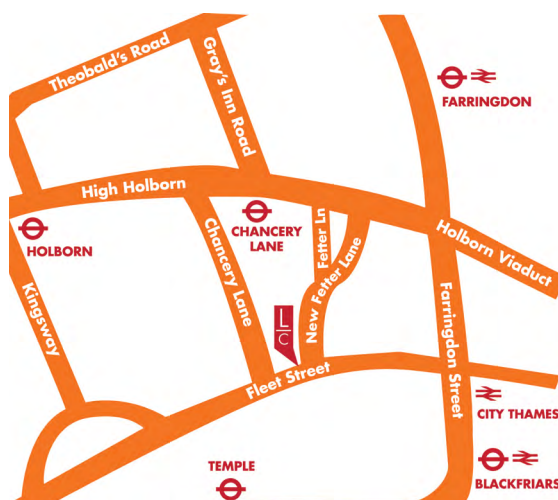 Theobald's Road
Gray's Inn Road
FARRINGDON
High Holborn
HOLBORN
Kingsway
Chancery Lane
CHANCERY
LANE
Fetter Ln
New Fetter Lane
Holborn Viaduct
Farringdon Street
L
C
Fleet Street
CITY THAMES
BLACKFRIARS
TEMPLE